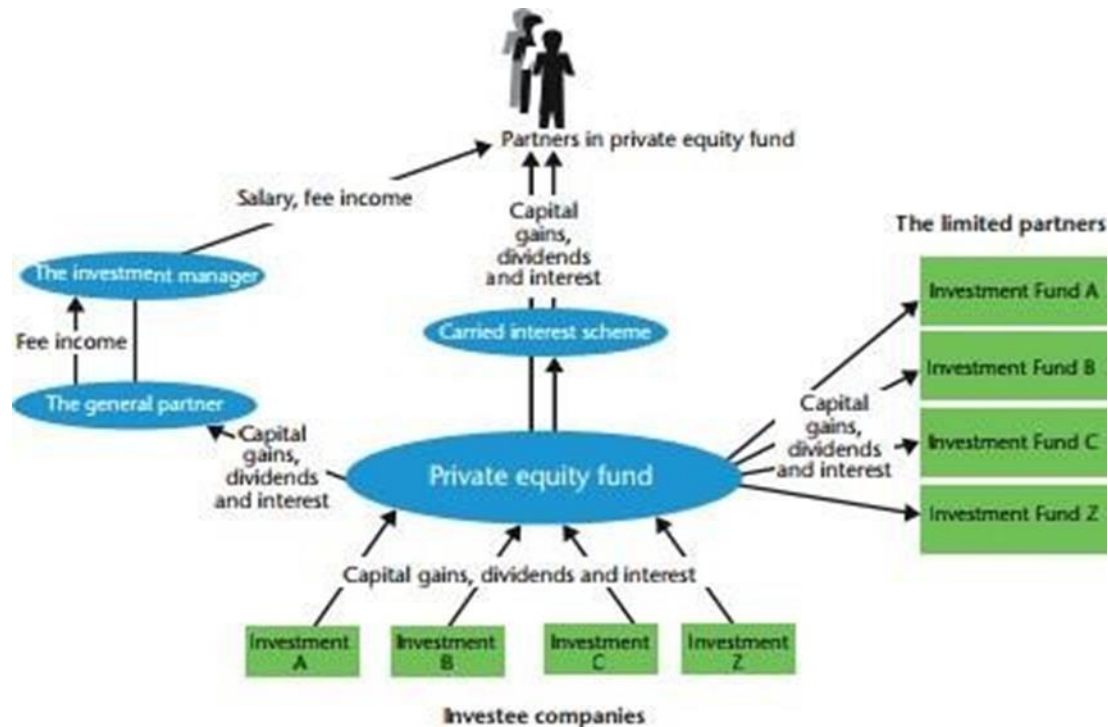 Partners in private equity fund
Salary, fee income
Capital
gains,
dividends
and interest
The limited partners
The investment manager
Investment Fund A
Fee income
Carried interest scheme
Investment Fund B
The general partner
Capital
gains,
dividends
and interest
Investment Fund C
Capital
gains,
dividends
and interest
Private equity fund
Investment Fund Z
Capital gains, dividends and interest
Investment
A
Investment
B
Investment
C
Investment
Z
Investee companies